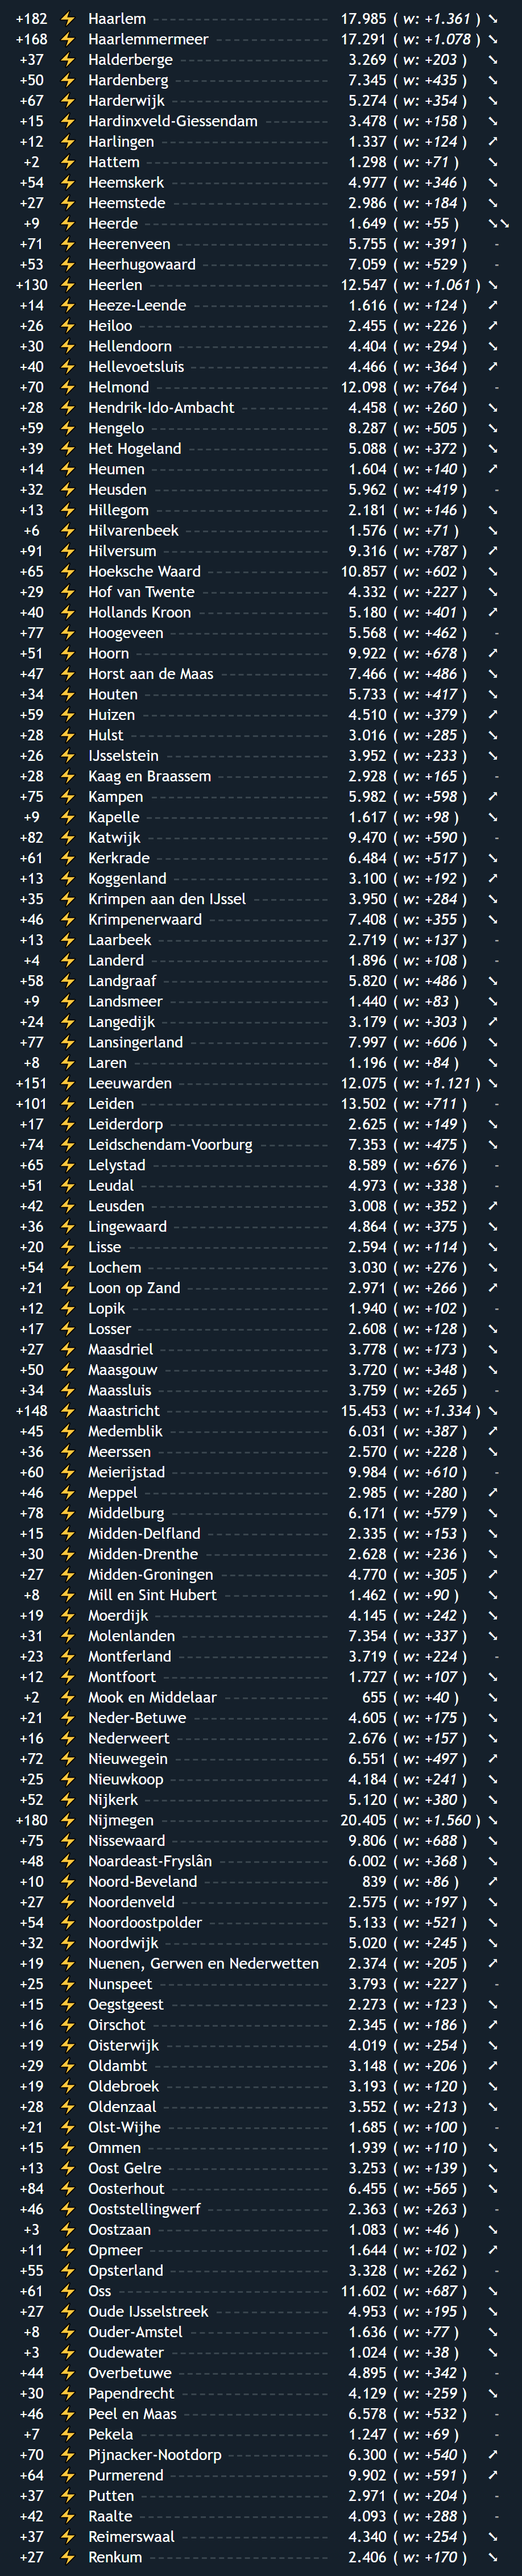 +182 ⚡ Haarlem 17.985 ( w: +1.361 ) ➘
+168 ⚡ Haarlemmermeer 17.291 ( w: +1.078 ) ➘
+37 ⚡ Halderberge 3.269 ( w: +203 ) ➘
+50 ⚡ Hardenberg 7.345 ( w: +435 ) ➘
+67 ⚡ Harderwijk 5.274 ( w: +354 ) ➘
+15 ⚡ Hardinxveld-Giessendam 3.478 ( w: +158 ) ➘
+12 ⚡ Harlingen 1.337 ( w: +124 ) ➚
+2 ⚡ Hattem 1.298 ( w: +71 ) ➘
+54 ⚡ Heemskerk 4.977 ( w: +346 ) ➘
+27 ⚡ Heemstede 2.986 ( w: +184 ) ➘
+9 ⚡ Heerde 1.649 ( w: +55 ) ➘➘
+71 ⚡ Heerenveen 5.755 ( w: +391 ) -
+53 ⚡ Heerhugowaard 7.059 ( w: +529 ) -
+130 ⚡ Heerlen 12.547 ( w: +1.061 ) ➘
+14 ⚡ Heeze-Leende 1.616 ( w: +124 ) ➚
+26 ⚡ Heiloo 2.455 ( w: +226 ) ➚
+30 ⚡ Hellendoorn 4.404 ( w: +294 ) ➘
+40 ⚡ Hellevoetsluis 4.466 ( w: +364 ) ➚
+70 ⚡ Helmond 12.098 ( w: +764 ) -
+28 ⚡ Hendrik-Ido-Ambacht 4.458 ( w: +260 ) ➘
+59 ⚡ Hengelo 8.287 ( w: +505 ) ➘
+39 ⚡ Het Hogeland 5.088 ( w: +372 ) ➘
+14 ⚡ Heumen 1.604 ( w: +140 ) ➚
+32 ⚡ Heusden 5.962 ( w: +419 ) -
+13 ⚡ Hillegom 2.181 ( w: +146 ) ➘
+6 ⚡ Hilvarenbeek 1.576 ( w: +71 ) ➘
+91 ⚡ Hilversum 9.316 ( w: +787 ) ➚
+65 ⚡ Hoeksche Waard 10.857 ( w: +602 ) ➘
+29 ⚡ Hof van Twente 4.332 ( w: +227 ) ➘
+40 ⚡ Hollands Kroon 5.180 ( w: +401 ) ➚
+77 ⚡ Hoogeveen 5.568 ( w: +462 ) -
+51 ⚡ Hoorn 9.922 ( w: +678 ) ➚
+47 ⚡ Horst aan de Maas 7.466 ( w: +486 ) ➘
+34 ⚡ Houten 5.733 ( w: +417 ) ➘
+59 ⚡ Huizen 4.510 ( w: +379 ) ➚
+28 ⚡ Hulst 3.016 ( w: +285 ) ➘
+26 ⚡ IJsselstein 3.952 ( w: +233 ) ➘
+28 ⚡ Kaag en Braassem 2.928 ( w: +165 ) -
+75 ⚡ Kampen 5.982 ( w: +598 ) ➚
+9 ⚡ Kapelle 1.617 ( w: +98 ) ➘
+82 ⚡ Katwijk 9.470 ( w: +590 ) -
+61 ⚡ Kerkrade 6.484 ( w: +517 ) ➘
+13 ⚡ Koggenland 3.100 ( w: +192 ) ➚
+35 ⚡ Krimpen aan den IJssel 3.950 ( w: +284 ) ➘
+46 ⚡ Krimpenerwaard 7.408 ( w: +355 ) ➘
+13 ⚡ Laarbeek 2.719 ( w: +137 ) -
+4 ⚡ Landerd 1.896 ( w: +108 ) -
+58 ⚡ Landgraaf 5.820 ( w: +486 ) ➘
+9 ⚡ Landsmeer 1.440 ( w: +83 ) ➘
+24 ⚡ Langedijk 3.179 ( w: +303 ) ➚
+77 ⚡ Lansingerland 7.997 ( w: +606 ) ➘
+8 ⚡ Laren 1.196 ( w: +84 ) ➘
+151 ⚡ Leeuwarden 12.075 ( w: +1.121 ) ➘
+101 ⚡ Leiden 13.502 ( w: +711 ) -
+17 ⚡ Leiderdorp 2.625 ( w: +149 ) ➘
+74 ⚡ Leidschendam-Voorburg 7.353 ( w: +475 ) ➘
+65 ⚡ Lelystad 8.589 ( w: +676 ) -
+51 ⚡ Leudal 4.973 ( w: +338 ) -
+42 ⚡ Leusden 3.008 ( w: +352 ) ➚
+36 ⚡ Lingewaard 4.864 ( w: +375 ) ➘
+20 ⚡ Lisse 2.594 ( w: +114 ) ➘
+54 ⚡ Lochem 3.030 ( w: +276 ) ➘
+21 ⚡ Loon op Zand 2.971 ( w: +266 ) ➚
+12 ⚡ Lopik 1.940 ( w: +102 ) -
+17 ⚡ Losser 2.608 ( w: +128 ) ➘
+27 ⚡ Maasdriel 3.778 ( w: +173 ) ➘
+50 ⚡ Maasgouw 3.720 ( w: +348 ) ➘
+34 ⚡ Maassluis 3.759 ( w: +265 ) -
+148 ⚡ Maastricht 15.453 ( w: +1.334 ) ➘
+45 ⚡ Medemblik 6.031 ( w: +387 ) ➚
+36 ⚡ Meerssen 2.570 ( w: +228 ) ➘
+60 ⚡ Meierijstad 9.984 ( w: +610 ) -
+46 ⚡ Meppel 2.985 ( w: +280 ) ➚
+78 ⚡ Middelburg 6.171 ( w: +579 ) ➘
+15 ⚡ Midden-Delfland 2.335 ( w: +153 ) ➘
+30 ⚡ Midden-Drenthe 2.628 ( w: +236 ) ➘
+27 ⚡ Midden-Groningen 4.770 ( w: +305 ) ➚
+8 ⚡ Mill en Sint Hubert 1.462 ( w: +90 ) ➘
+19 ⚡ Moerdijk 4.145 ( w: +242 ) ➘
+31 ⚡ Molenlanden 7.354 ( w: +337 ) ➘
+23 ⚡ Montferland 3.719 ( w: +224 ) -
+12 ⚡ Montfoort 1.727 ( w: +107 ) ➘
+2 ⚡ Mook en Middelaar 655 ( w: +40 ) ➘
+21 ⚡ Neder-Betuwe 4.605 ( w: +175 ) ➘
+16 ⚡ Nederweert 2.676 ( w: +157 ) ➘
+72 ⚡ Nieuwegein 6.551 ( w: +497 ) ➚
+25 ⚡ Nieuwkoop 4.184 ( w: +241 ) ➘
+52 ⚡ Nijkerk 5.120 ( w: +380 ) ➘
+180 ⚡ Nijmegen 20.405 ( w: +1.560 ) ➘
+75 ⚡ Nissewaard 9.806 ( w: +688 ) ➘
+48 ⚡ Noardeast-Fryslân 6.002 ( w: +368 ) ➘
+10 ⚡ Noord-Beveland 839 ( w: +86 ) ➚
+27 ⚡ Noordenveld 2.575 ( w: +197 ) ➘
+54 ⚡ Noordoostpolder 5.133 ( w: +521 ) ➘
+32 ⚡ Noordwijk 5.020 ( w: +245 ) ➘
+19 ⚡ Nuenen, Gerwen en Nederwetten 2.374 ( w: +205 ) ➚
+25 ⚡ Nunspeet 3.793 ( w: +227 ) -
+15 ⚡ Oegstgeest 2.273 ( w: +123 ) ➘
+16 ⚡ Oirschot 2.345 ( w: +186 ) ➚
+19 ⚡ Oisterwijk 4.019 ( w: +254 ) ➘
+29 ⚡ Oldambt 3.148 ( w: +206 ) ➚
+19 ⚡ Oldebroek 3.193 ( w: +120 ) ➘
+28 ⚡ Oldenzaal 3.552 ( w: +213 ) ➘
+21 ⚡ Olst-Wijhe 1.685 ( w: +100 ) -
+15 ⚡ Ommen 1.939 ( w: +110 ) ➘
+13 ⚡ Oost Gelre 3.253 ( w: +139 ) ➘
+84 ⚡ Oosterhout 6.455 ( w: +565 ) ➘
+46 ⚡ Ooststellingwerf 2.363 ( w: +263 ) -
+3 ⚡ Oostzaan 1.083 ( w: +46 ) ➘
+11 ⚡ Opmeer 1.644 ( w: +102 ) ➚
+55 ⚡ Opsterland 3.328 ( w: +262 ) -
+61 ⚡ Oss 11.602 ( w: +687 ) ➘
+27 ⚡ Oude IJsselstreek 4.953 ( w: +195 ) ➘
+8 ⚡ Ouder-Amstel 1.636 ( w: +77 ) ➘
+3 ⚡ Oudewater 1.024 ( w: +38 ) ➘
+44 ⚡ Overbetuwe 4.895 ( w: +342 ) -
+30 ⚡ Papendrecht 4.129 ( w: +259 ) ➘
+46 ⚡ Peel en Maas 6.578 ( w: +532 ) -
+7 ⚡ Pekela 1.247 ( w: +69 ) -
+70 ⚡ Pijnacker-Nootdorp 6.300 ( w: +540 ) ➚
+64 ⚡ Purmerend 9.902 ( w: +591 ) ➚
+37 ⚡ Putten 2.971 ( w: +204 ) -
+42 ⚡ Raalte 4.093 ( w: +288 ) -
+37 ⚡ Reimerswaal 4.340 ( w: +254 ) ➘
+27 ⚡ Renkum 2.406 ( w: +170 ) ➘